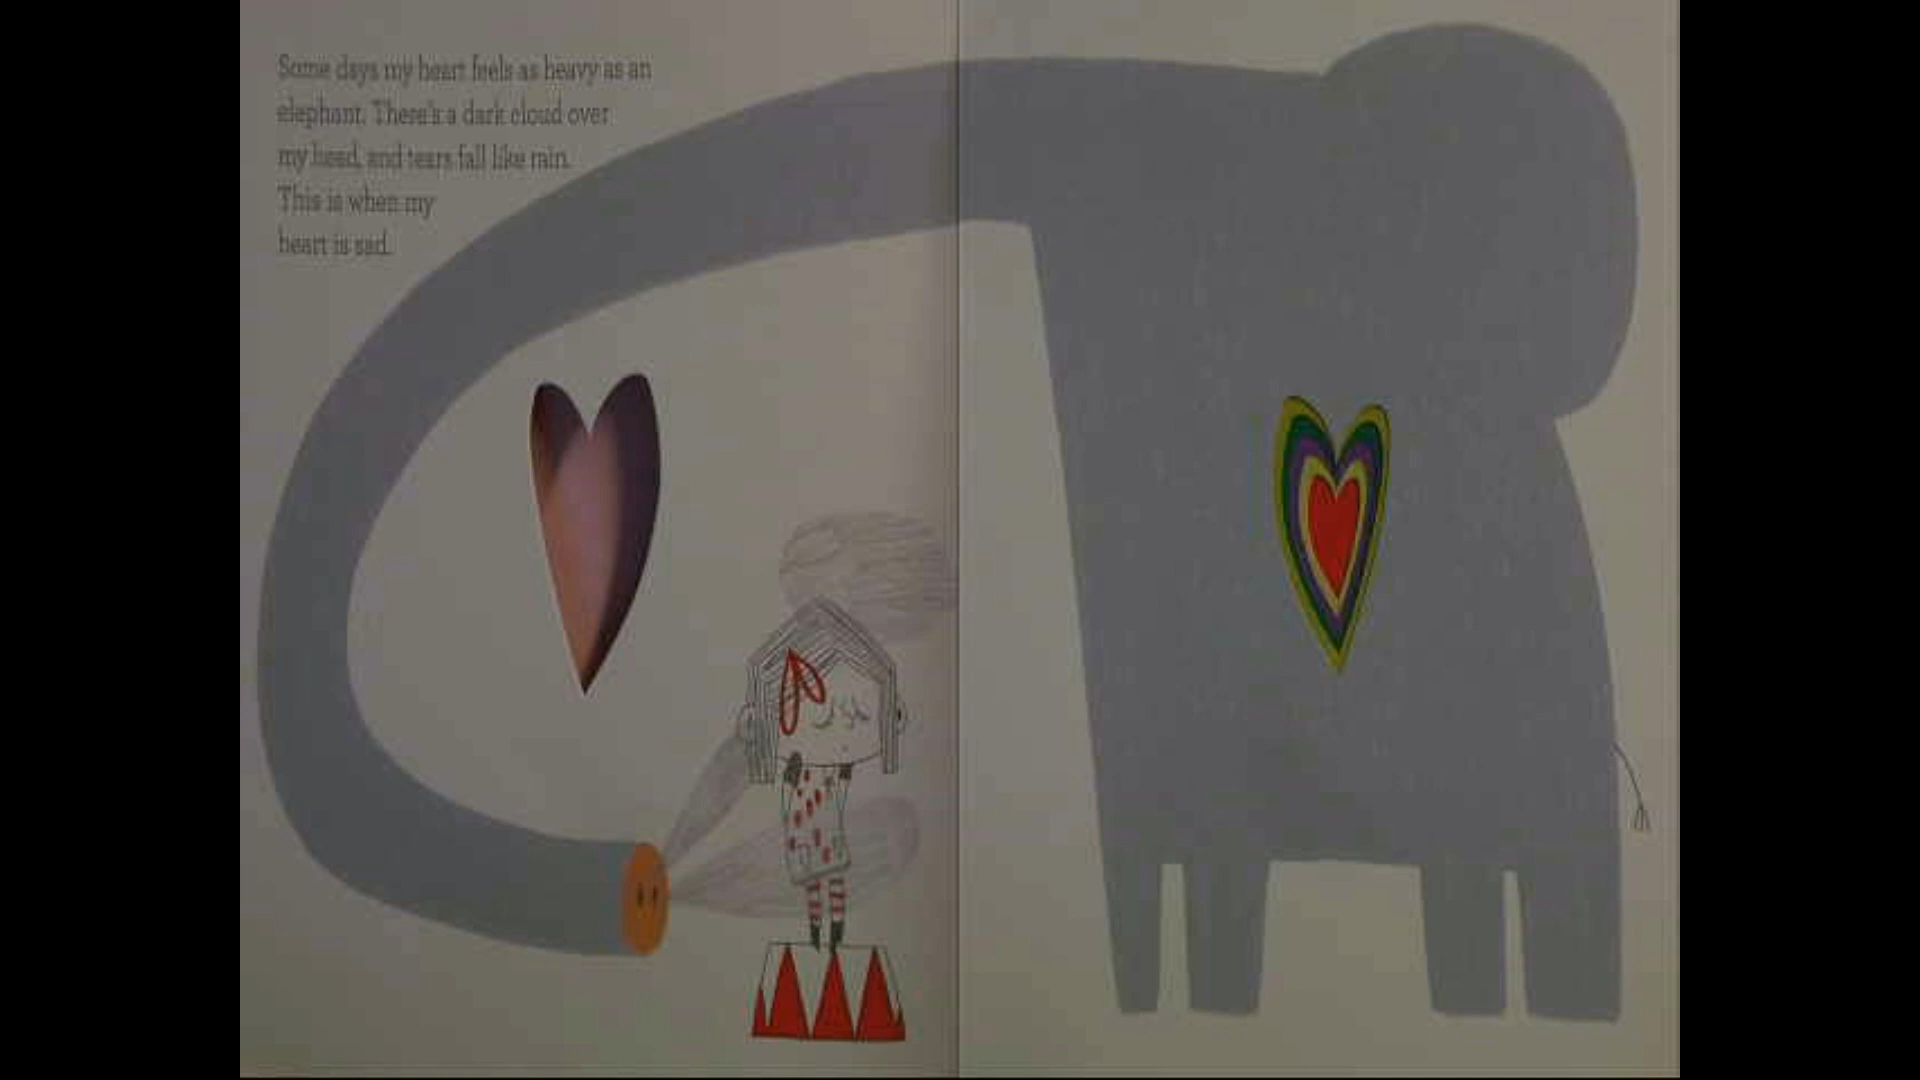 Some days my heart feels as heavy as an
elephant. There's a dark cloud over
my head, and tears fall like rain.
This is when my
heart is sad.